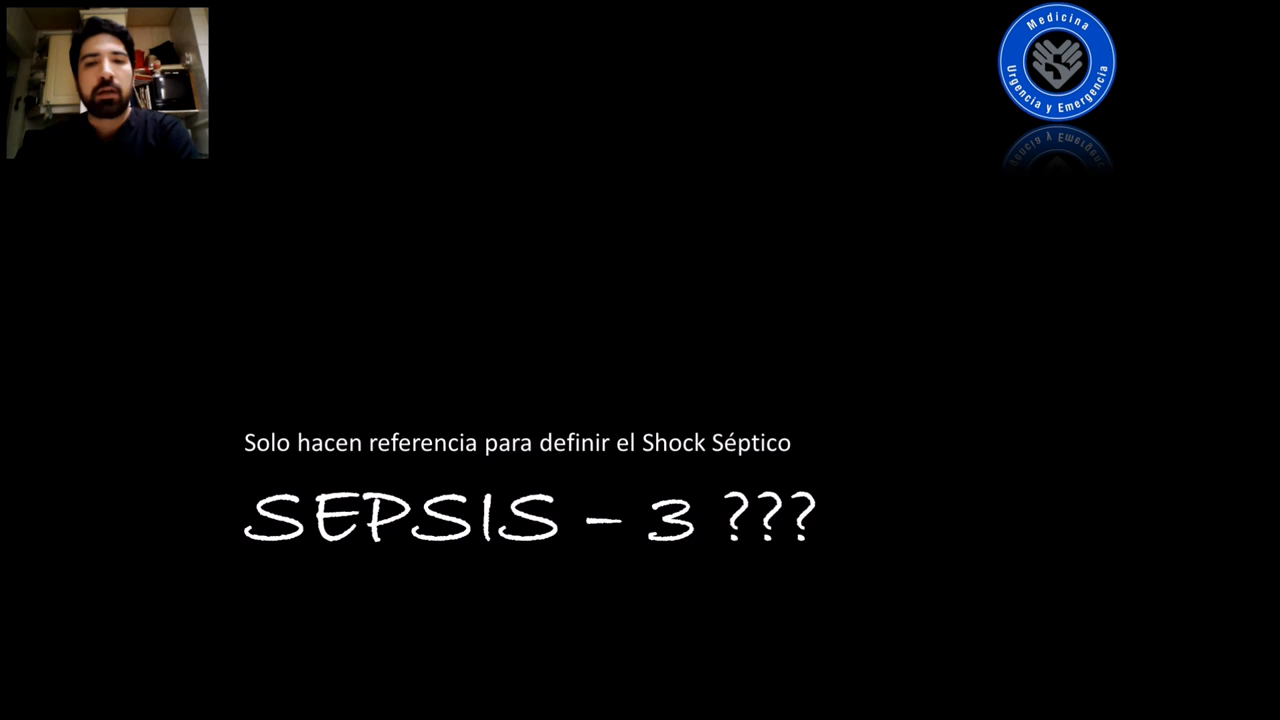 Medicina
Urgencia y Emergencia
Solo hacen referencia para definir el Shock Séptico
SEPSIS – 3 ???